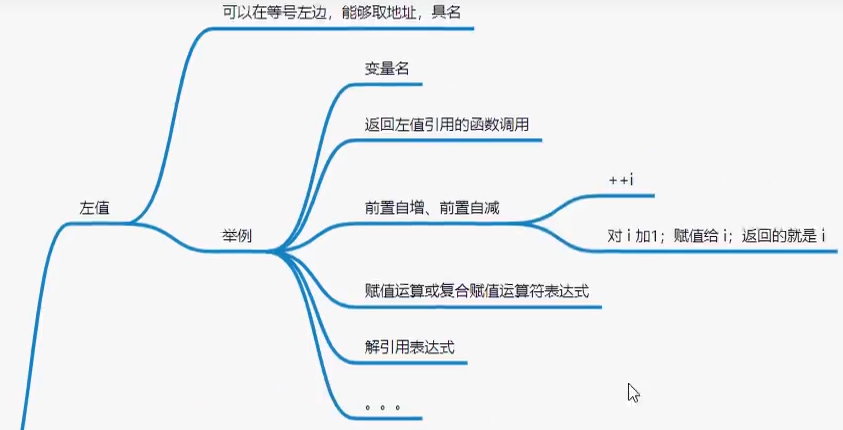 可以在等号左边，能够取地址，具名
变量名
返回左值引用的函数调用
++i
左值
前置自增、前置自减
举例
对 i 加1；赋值给 i；返回的就是 i
赋值运算或复合赋值运算符表达式
解引用表达式
。。。